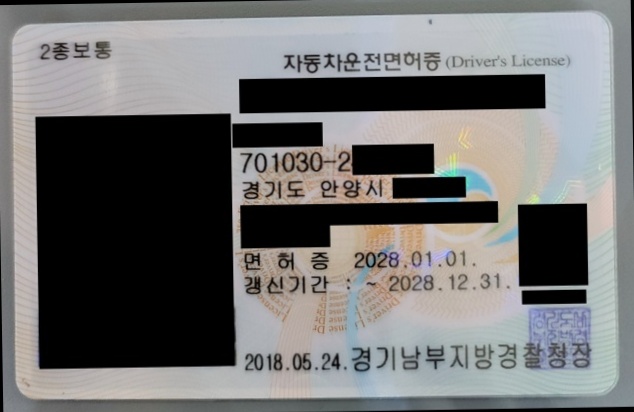 2종보통
자동차운전면허증 (Driver's License)
701030-2
경기도 안양시
면 허 증 2028.01.01.
갱신기간 : ~ 2028.12.31.
2018.05.24. 경기남부지방경찰청장